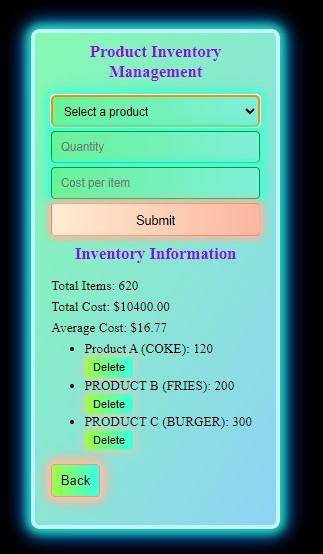 Product Inventory
Management
Select a product
Quantity
Cost per item
Submit
Inventory Information
Total Items: 620
Total Cost: $10400.00
Average Cost: $16.77
Product A (COKE): 120
Delete
PRODUCT B (FRIES): 200
Delete
PRODUCT C (BURGER): 300
Delete
Back